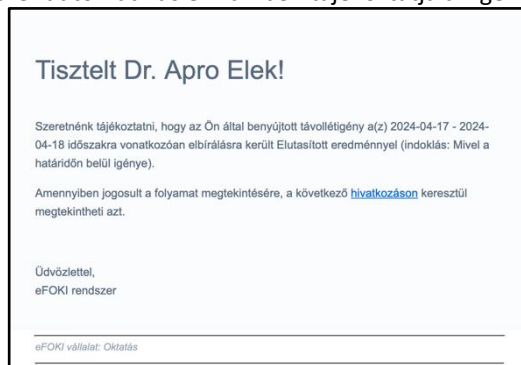 Tisztelt Dr. Apro Elek!
Szeretnénk tájékoztatni, hogy az Ön által benyújtott távollétigény a(z) 2024-04-17 - 2024-
04-18 időszakra vonatkozóan elbírálásra került Elutasított eredménnyel (indoklás: Mivel a
határidőn belül igénye).
Amennyiben jogosult a folyamat megtekintésére, a következő hivatkozáson keresztül
megtekintheti azt.
Üdvözlettel,
eFOKI rendszer
eFOKI vállalat: Oktatás